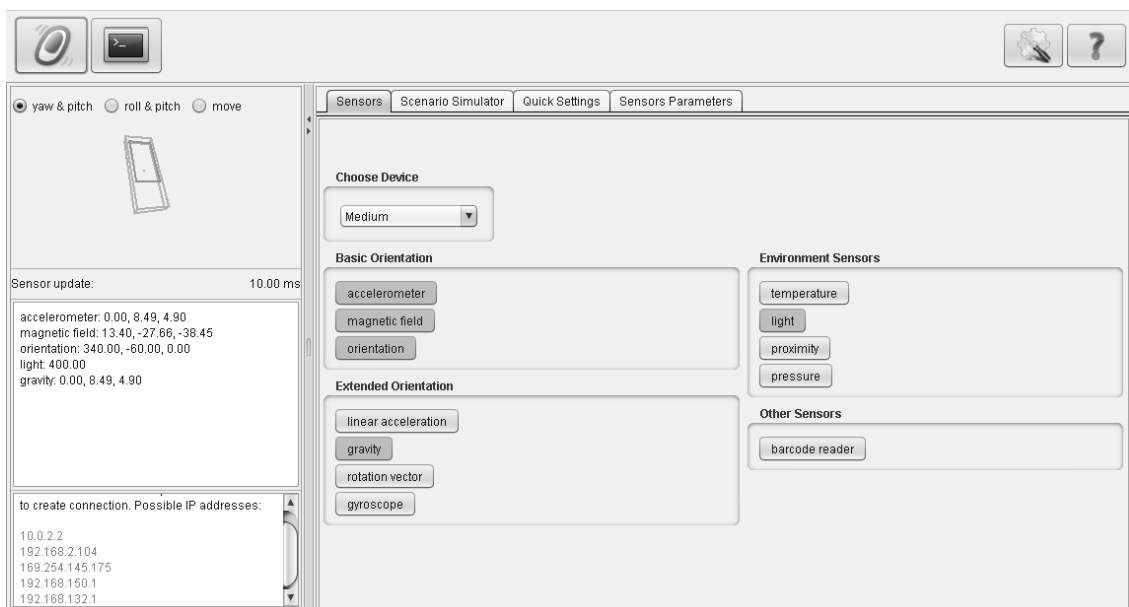 >_
?
yaw & pitch roll & pitch move
Sensor update: 10.00 ms
accelerometer: 0.00, 8.49, 4.90
magnetic field: 13.40, -27.66, -38.45
orientation: 340.00, -60.00, 0.00
light: 400.00
gravity: 0.00, 8.49, 4.90
to create connection. Possible IP addresses:
10.0.2.2
192.168.2.104
169.254.145.175
192.168.150.1
192.168.132.1
Sensors Scenario Simulator Quick Settings Sensors Parameters
Choose Device
Medium
Basic Orientation
accelerometer
magnetic field
orientation
Extended Orientation
linear acceleration
gravity
rotation vector
gyroscope
Environment Sensors
temperature
light
proximity
pressure
Other Sensors
barcode reader